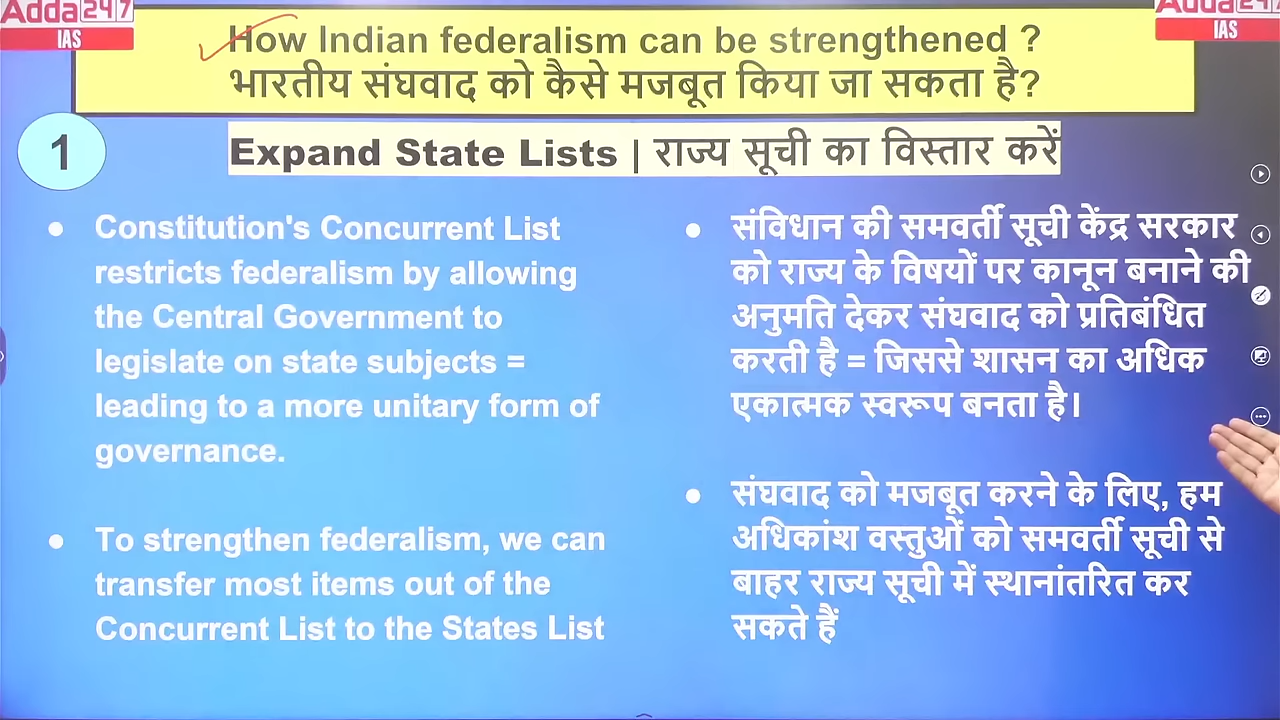 Adda247
IAS
Adda247
IAS
How Indian federalism can be strengthened ?
भारतीय संघवाद को कैसे मजबूत किया जा सकता है?
1
Expand State Lists | राज्य सूची का विस्तार करें
Constitution's Concurrent List
restricts federalism by allowing
the Central Government to
legislate on state subjects =
leading to a more unitary form of
governance.
To strengthen federalism, we can
transfer most items out of the
Concurrent List to the States List
संविधान की समवर्ती सूची केंद्र सरकार
को राज्य के विषयों पर कानून बनाने की
अनुमति देकर संघवाद को प्रतिबंधित
करती है = जिससे शासन का अधिक
एकात्मक स्वरूप बनता है।
संघवाद को मजबूत करने के लिए, हम
अधिकांश वस्तुओं को समवर्ती सूची से
बाहर राज्य सूची में स्थानांतरित कर
सकते हैं